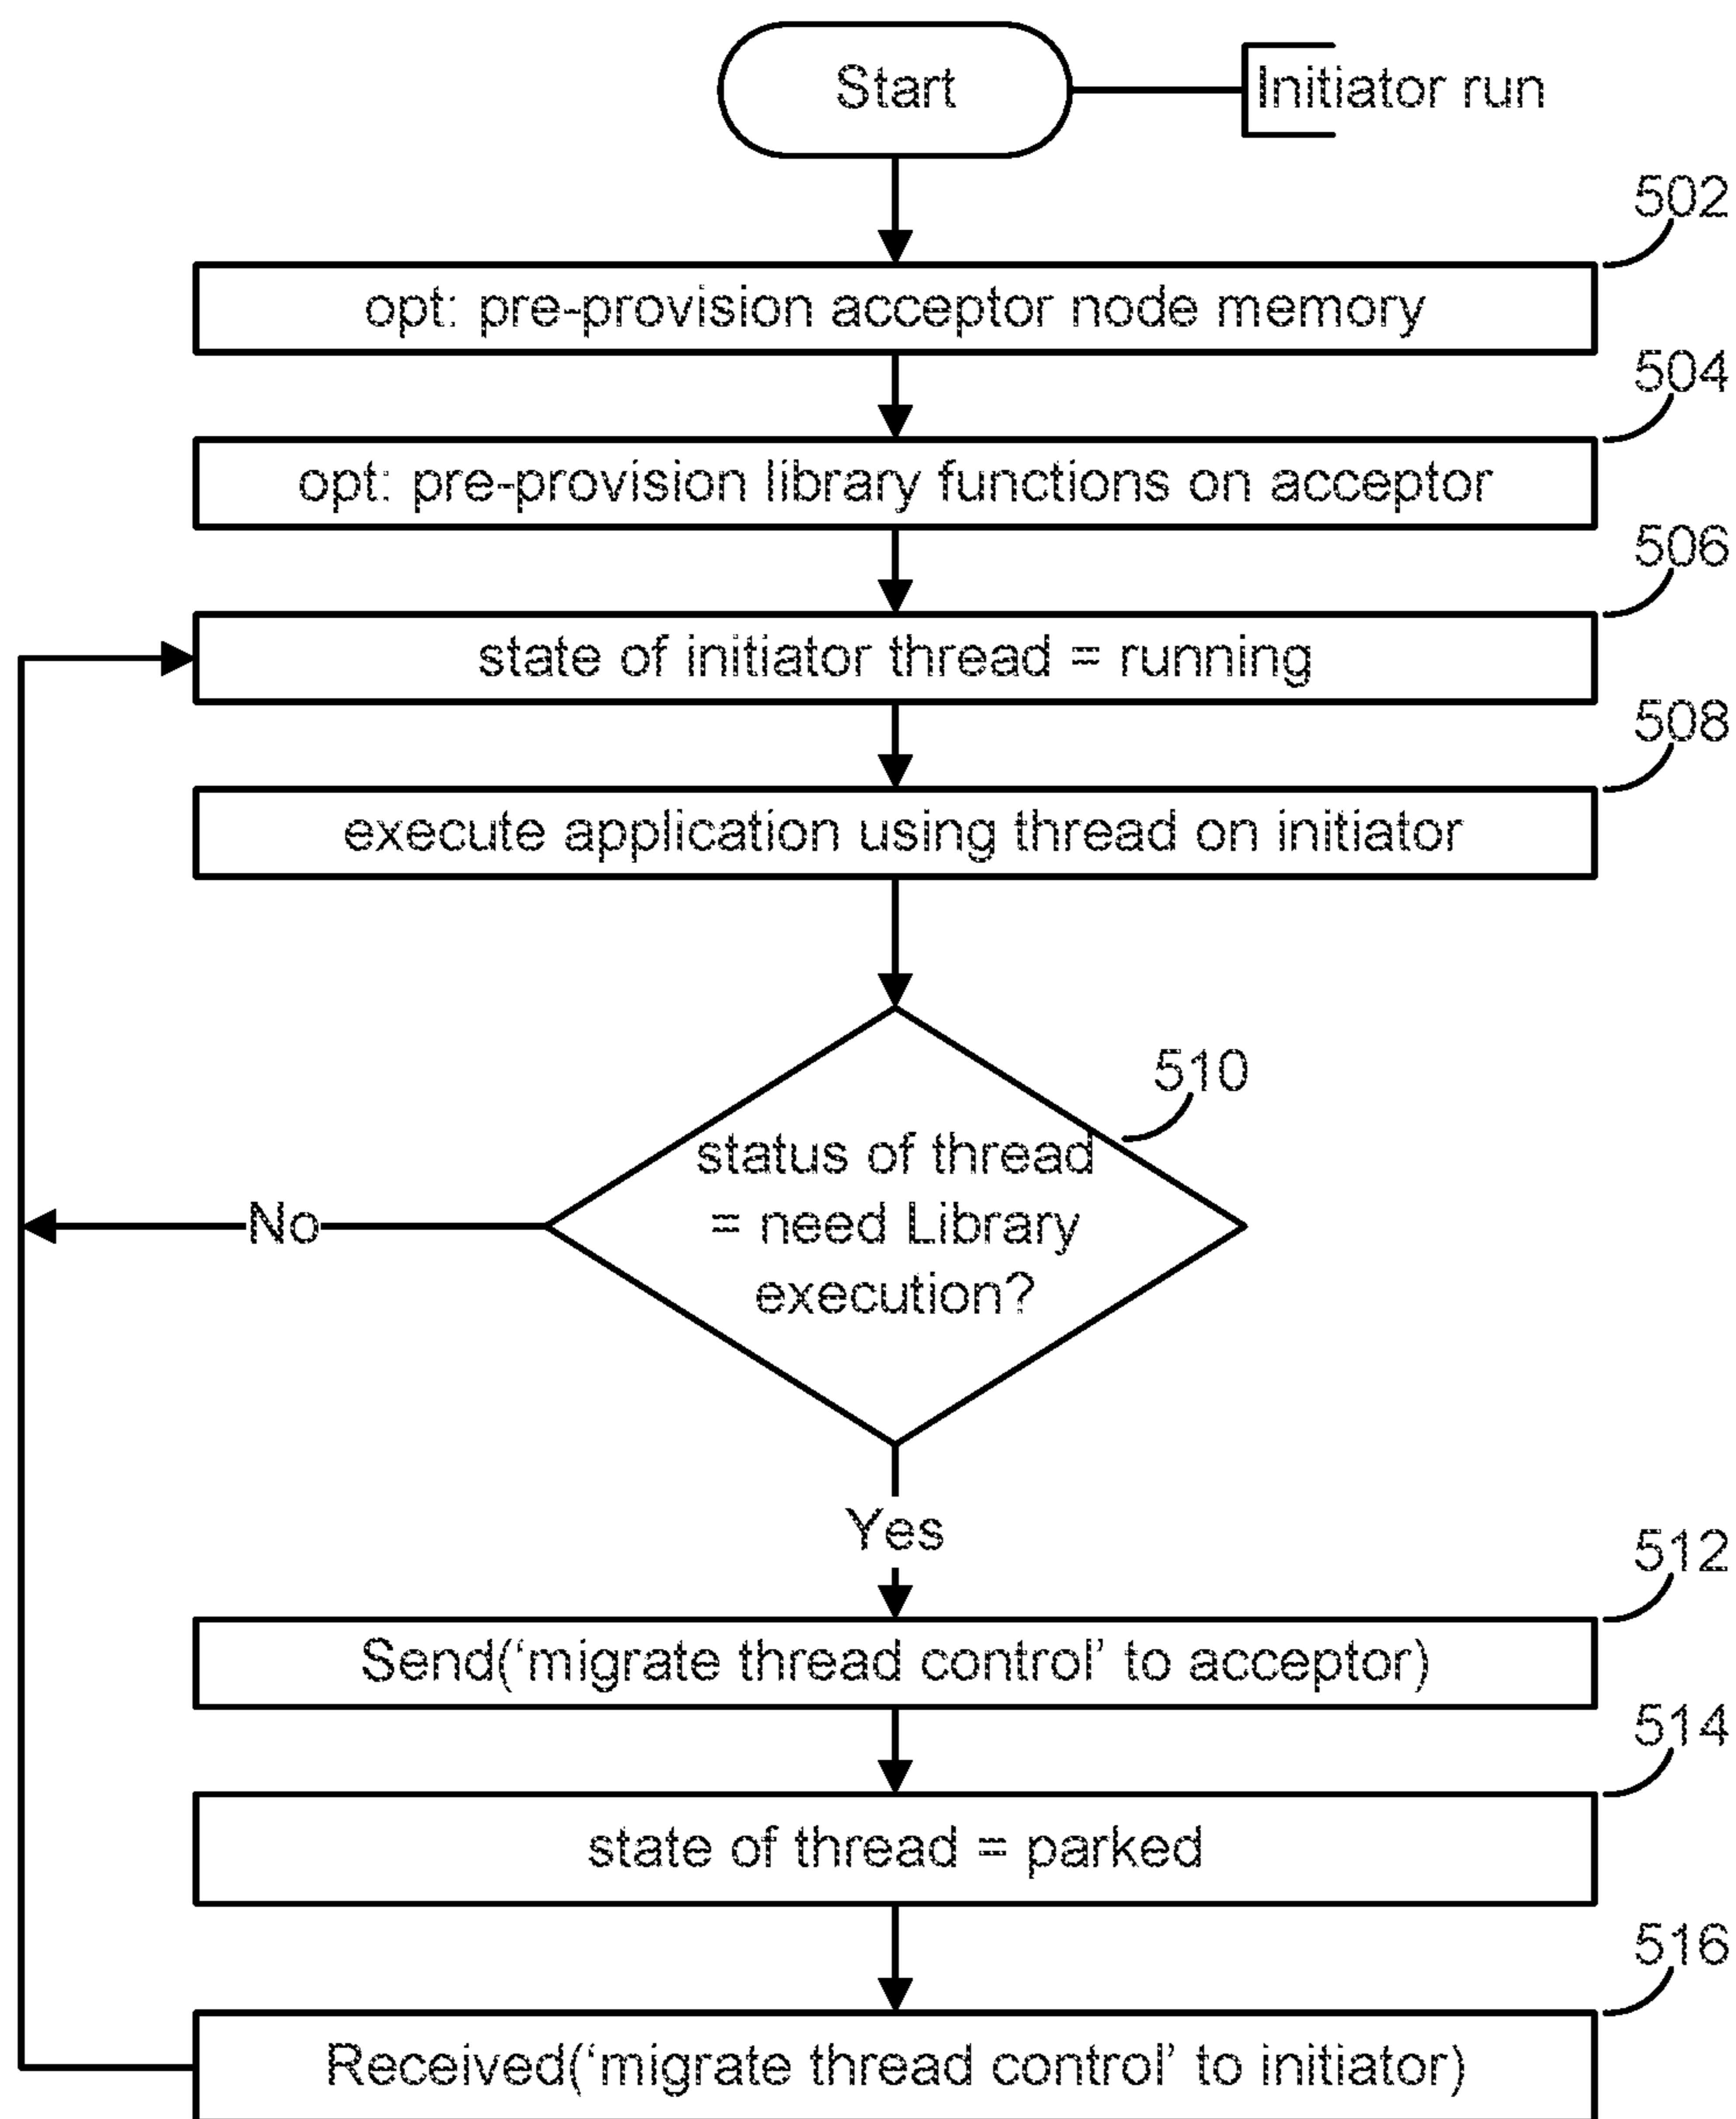 Start
Initiator run
502
opt: pre-provision acceptor node memory
504
opt: pre-provision library functions on acceptor
506
state of initiator thread = running
508
execute application using thread on initiator
510
status of thread
= need Library
execution?
No
Yes
512
Send(‘migrate thread control’ to acceptor)
514
state of thread = parked
516
Received(‘migrate thread control’ to initiator)